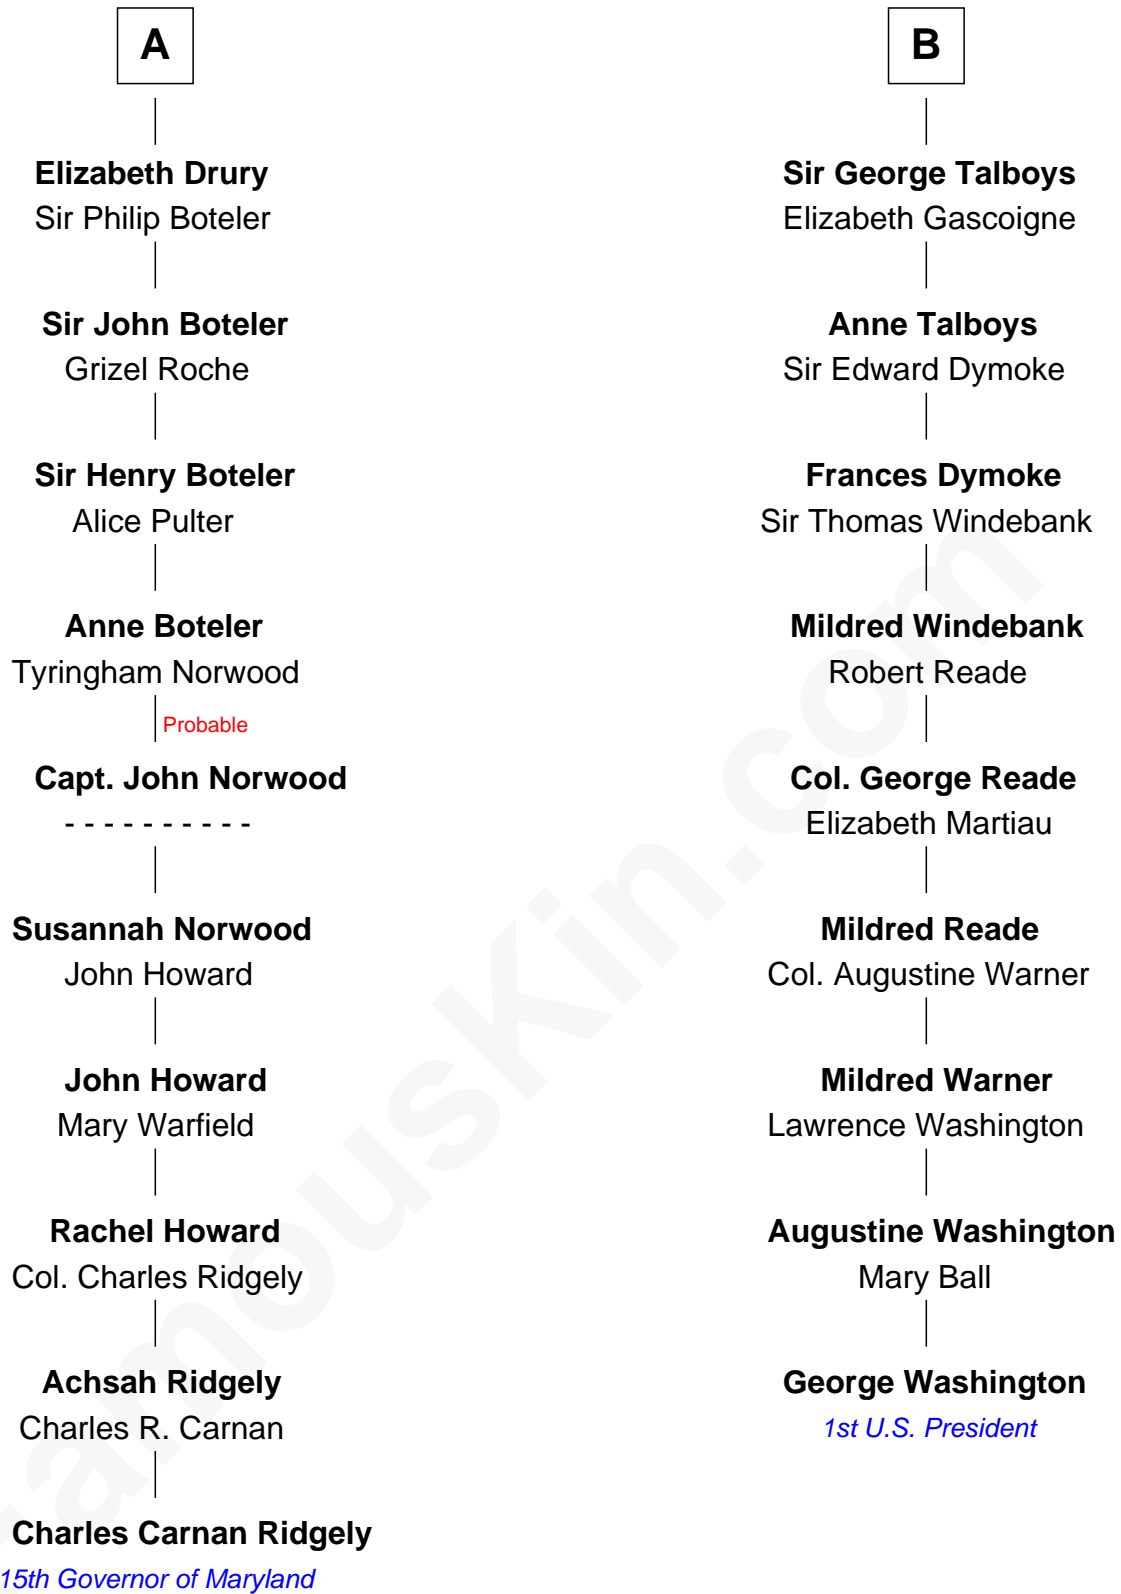 A
Elizabeth Drury
Sir Philip Boteler
Sir John Boteler
Grizel Roche
Sir Henry Boteler
Alice Pulter
Anne Boteler
Tyringham Norwood
Probable
Capt. John Norwood
- - - - - - - - - -
Susannah Norwood
John Howard
John Howard
Mary Warfield
Rachel Howard
Col. Charles Ridgely
Achsah Ridgely
Charles R. Carnan
Charles Carnan Ridgely
15th Governor of Maryland
B
Sir George Talboys
Elizabeth Gascoigne
Anne Talboys
Sir Edward Dymoke
Frances Dymoke
Sir Thomas Windebank
Mildred Windebank
Robert Reade
Col. George Reade
Elizabeth Martiau
Mildred Reade
Col. Augustine Warner
Mildred Warner
Lawrence Washington
Augustine Washington
Mary Ball
George Washington
1st U.S. President
FamousKin.com